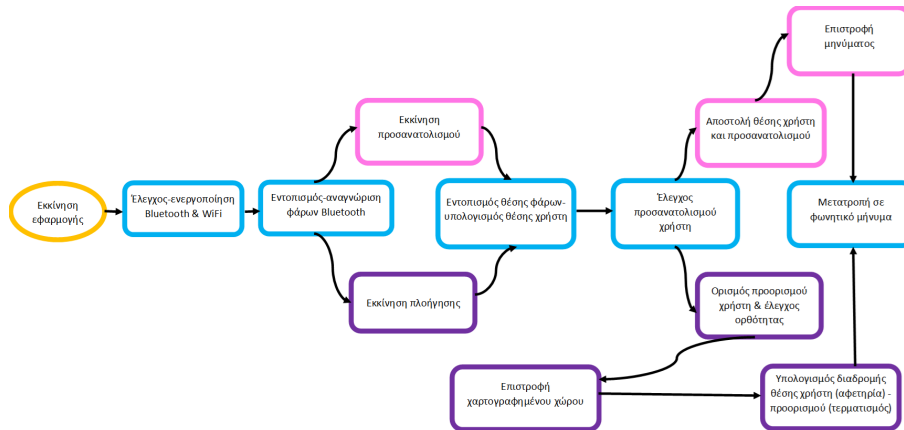 Επιστροφή
μηνύματος
Εκκίνηση
προσανατολισμού
Αποστολή θέσης χρήστη
και προσανατολισμού
Εκκίνηση
εφαρμογής
Έλεγχος-ενεργοποίηση
Bluetooth & WiFi
Εντοπισμός-αναγνώριση
φάρων Bluetooth
Εντοπισμός θέσης φάρων-
υπολογισμός θέσης χρήστη
Έλεγχος
προσανατολισμού
χρήστη
Μετατροπή σε
φωνητικό μήνυμα
Εκκίνηση πλοήγησης
Ορισμός προορισμού
χρήστη & έλεγχος
ορθότητας
Επιστροφή
χαρτογραφημένου χώρου
Υπολογισμός διαδρομής
θέσης χρήστη (αφετηρία) -
προορισμού (τερματισμός)